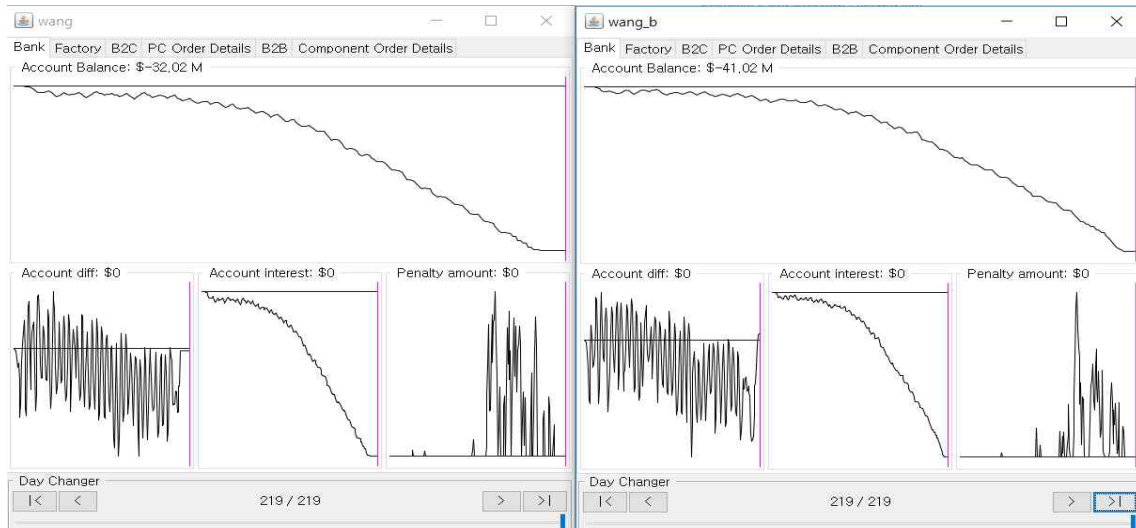 wang
Bank Factory B2C PC Order Details B2B Component Order Details
Account Balance: $-32,02 M
Account diff: $0 Account interest: $0 Penalty amount: $0
Day Changer
|< < 219 / 219 > >|
wang_b
Bank Factory B2C PC Order Details B2B Component Order Details
Account Balance: $-41,02 M
Account diff: $0 Account interest: $0 Penalty amount: $0
Day Changer
|< < 219 / 219 > >|